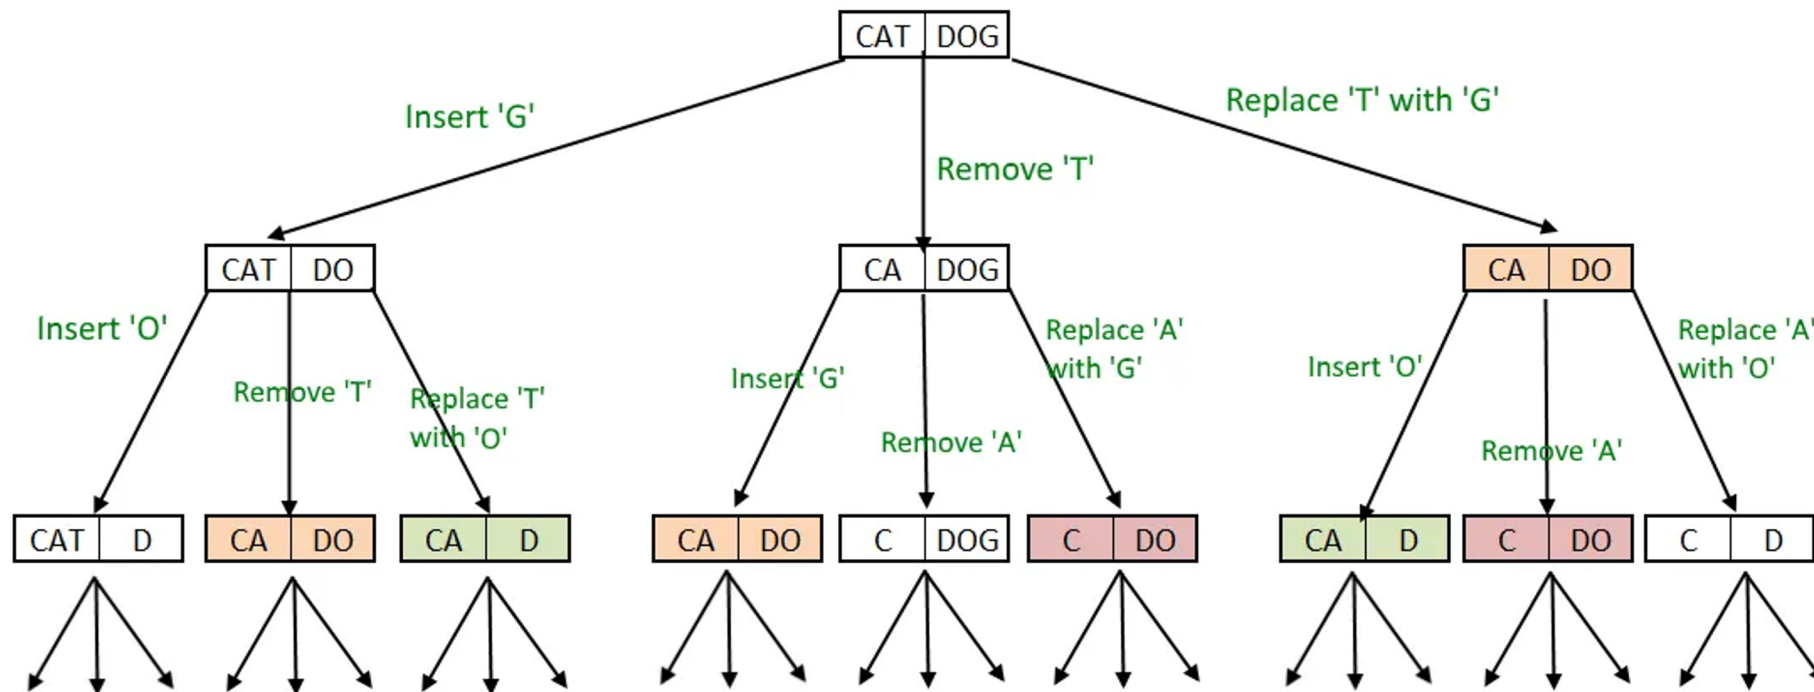 CAT DOG
Insert 'G'
Remove 'T'
Replace 'T' with 'G'
CAT DO
CA DOG
CA DO
Insert 'O'
Remove 'T'
Replace 'T'
with 'O'
Insert 'G'
Remove 'A'
Replace 'A'
with 'G'
Insert 'O'
Remove 'A'
Replace 'A'
with 'O'
CAT D
CA DO
CA D
CA DO
C DOG
C DO
CA D
C DO
C D